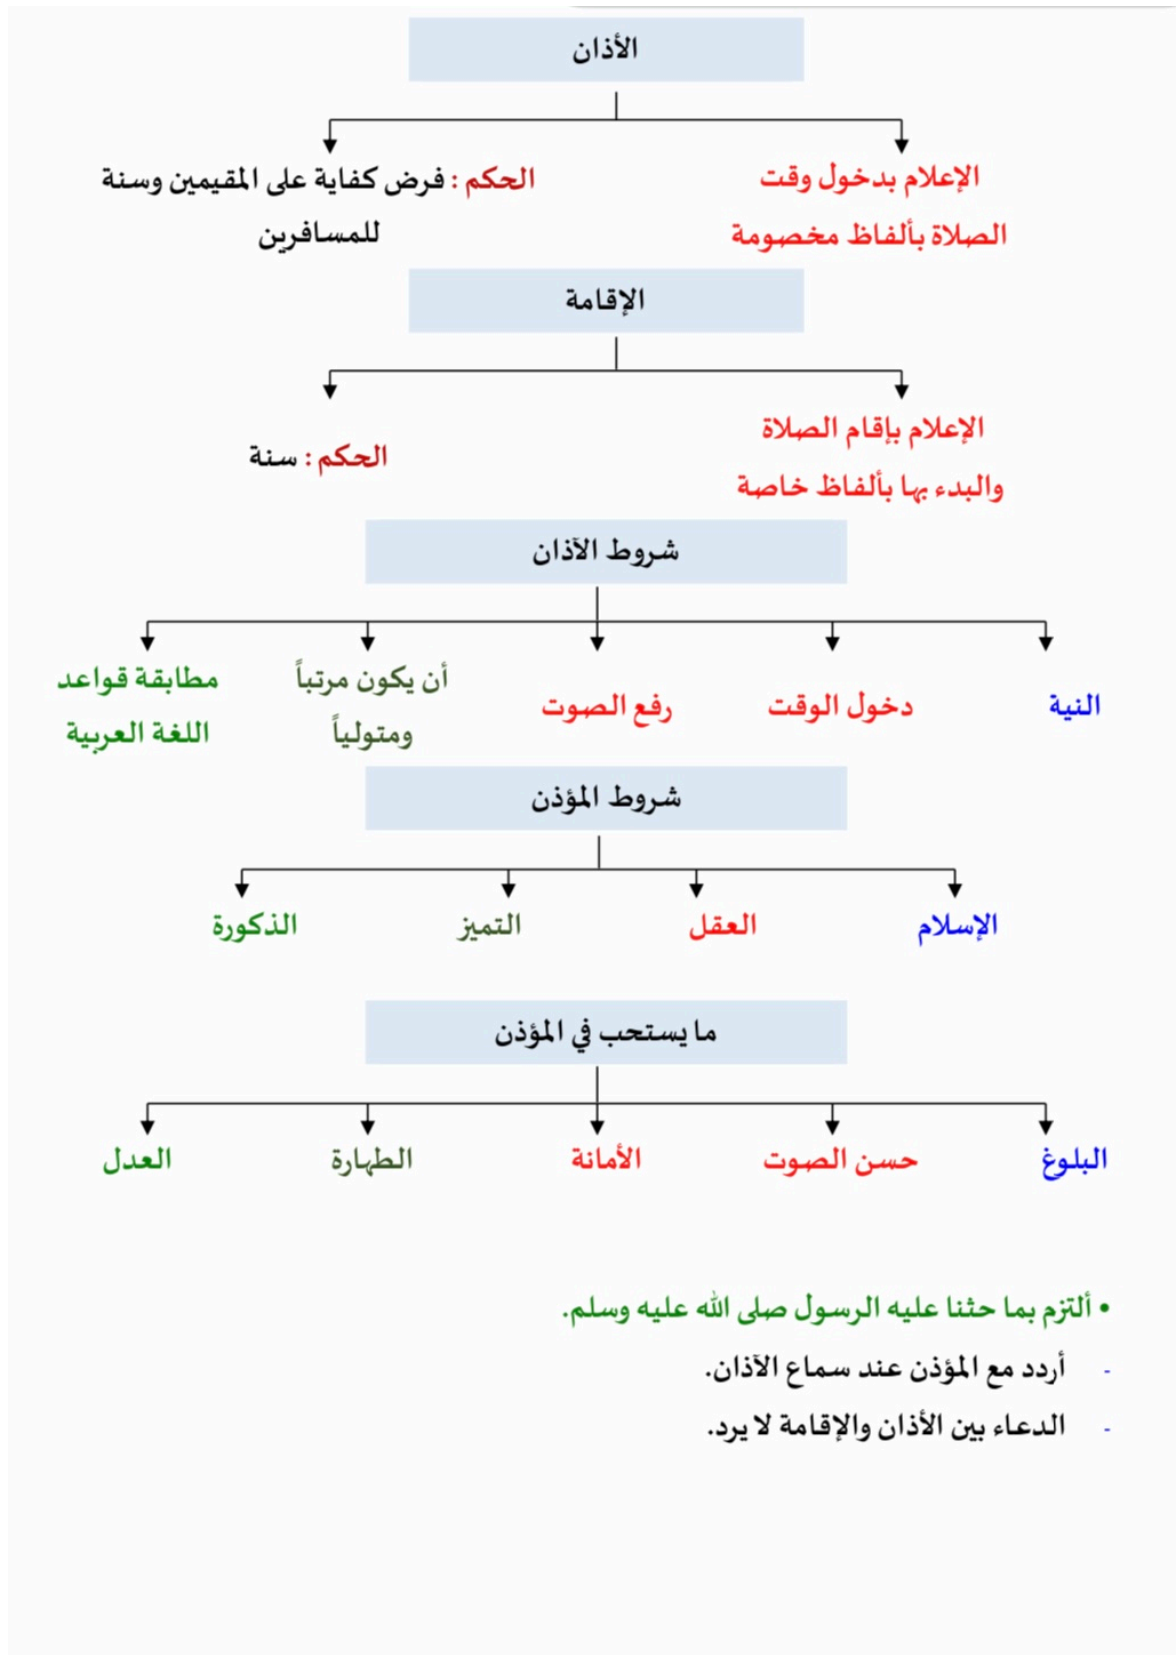 الأذان
الإعلام بدخول وقت
الصلاة بألفاظ مخصومة
الحكم : فرض كفاية على المقيمين وسنة
للمسافرين
الإقامة
الإعلام بإقام الصلاة
والبدء بها بألفاظ خاصة
الحكم : سنة
شروط الآذان
النية
دخول الوقت
رفع الصوت
أن يكون مرتباً
ومتولياً
مطابقة قواعد
اللغة العربية
شروط المؤذن
الإسلام
العقل
التميز
الذكورة
ما يستحب في المؤذن
البلوغ
حسن الصوت
الأمانة
الطهارة
العدل
• ألتزم بما حثنا عليه الرسول صلى الله عليه وسلم.
- أردد مع المؤذن عند سماع الآذان.
- الدعاء بين الأذان والإقامة لا يرد.